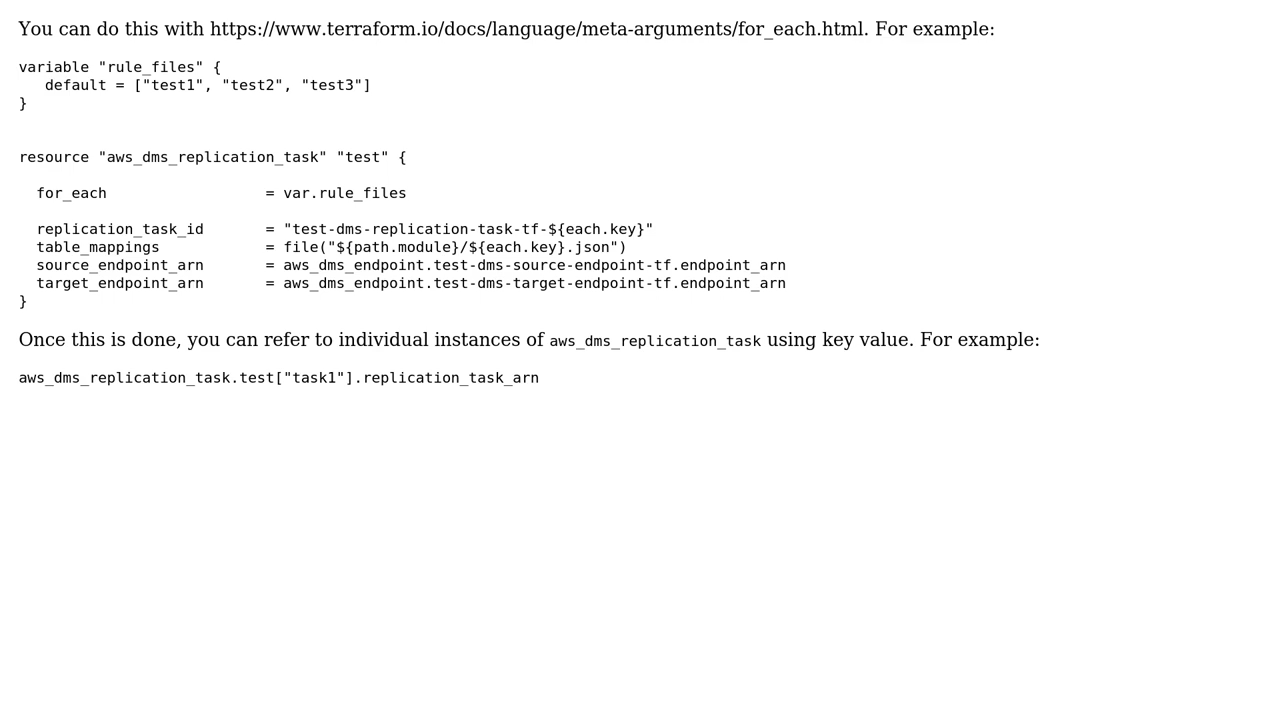 You can do this with https://www.terraform.io/docs/language/meta-arguments/for_each.html. For example:
variable "rule_files" {
   default = ["test1", "test2", "test3"]
}
resource "aws_dms_replication_task" "test" {
  for_each                  = var.rule_files
  replication_task_id       = "test-dms-replication-task-tf-${each.key}"
  table_mappings            = file("${path.module}/${each.key}.json")
  source_endpoint_arn       = aws_dms_endpoint.test-dms-source-endpoint-tf.endpoint_arn
  target_endpoint_arn       = aws_dms_endpoint.test-dms-target-endpoint-tf.endpoint_arn
}
Once this is done, you can refer to individual instances of aws_dms_replication_task using key value. For example:
aws_dms_replication_task.test["task1"].replication_task_arn